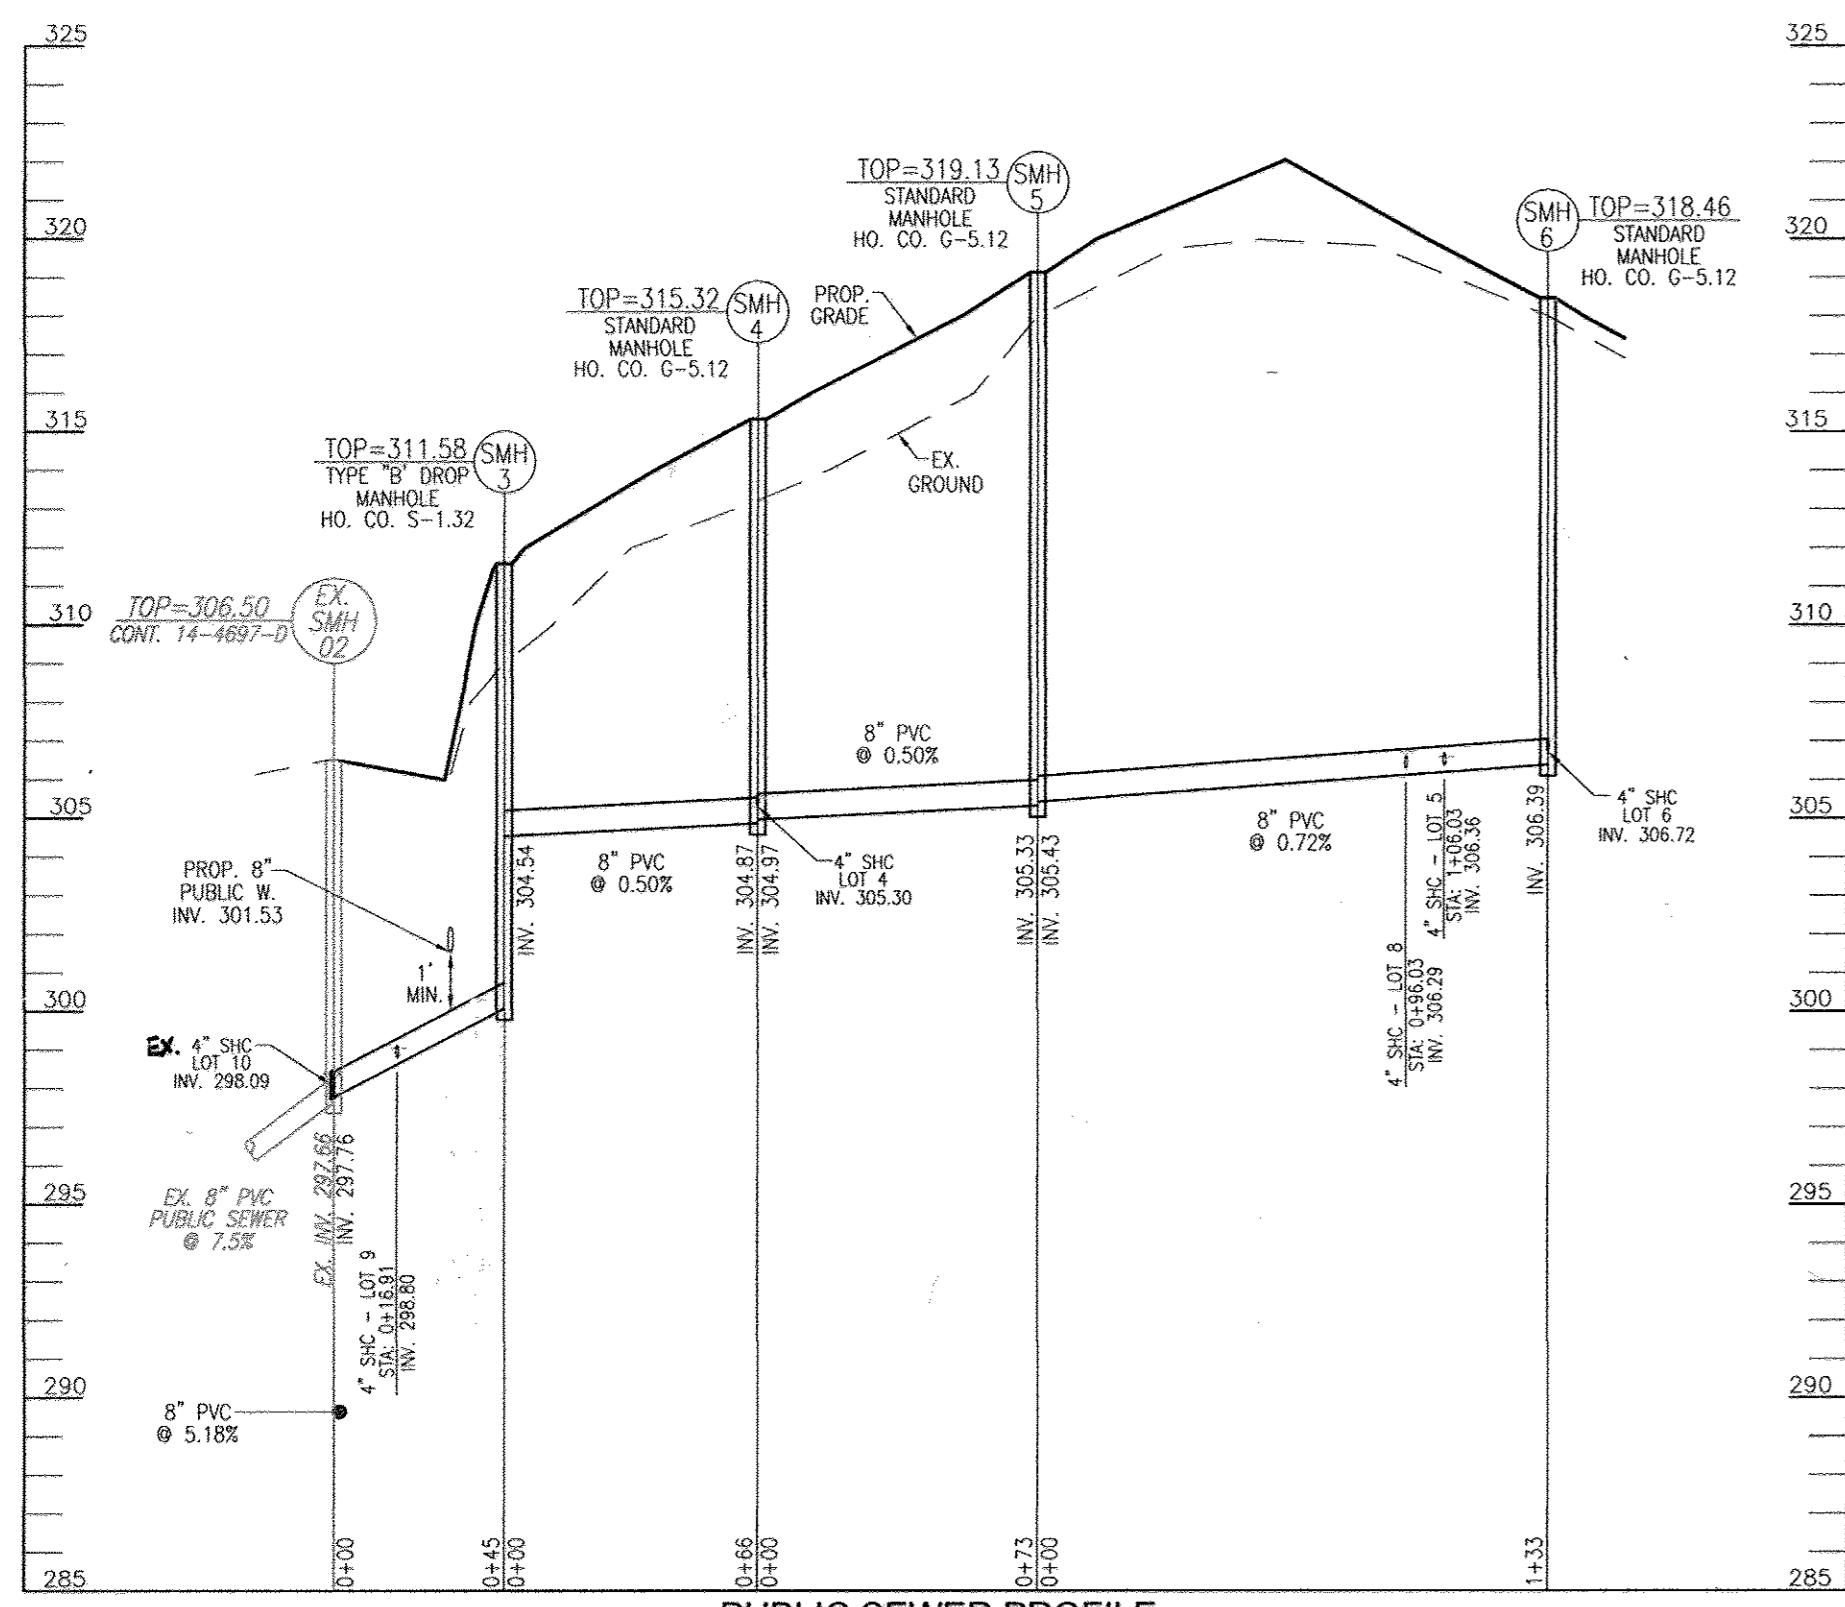 325
320
315
310
305
300
295
290
285
TOP=306.50
CONT. 14-4697-D
EX.
SMH
02
TOP=311.58
TYPE "B' DROP
MANHOLE
HO. CO. S-1.32
SMH
3
TOP=315.32
STANDARD
MANHOLE
HO. CO. G-5.12
SMH
4
TOP=319.13
STANDARD
MANHOLE
HO. CO. G-5.12
SMH
5
SMH
6
TOP=318.46
STANDARD
MANHOLE
HO. CO. G-5.12
PROP.
GRADE
EX.
GROUND
PROP. 8"
PUBLIC W.
INV. 301.53
1'
MIN.
EX. 4" SHC
LOT 10
INV. 298.09
EX. 8" PVC
PUBLIC SEWER
@ 7.5%
EX. INV. 297.66
INV. 297.76
4" SHC - LOT 9
STA: 0+16.91
INV. 298.80
8" PVC
@ 5.18%
INV. 304.54
8" PVC
@ 0.50%
INV. 304.87
INV. 304.97
4" SHC
LOT 4
INV. 305.30
8" PVC
@ 0.50%
INV. 305.33
INV. 305.43
8" PVC
@ 0.72%
4" SHC - LOT 8
STA: 0+96.03
INV. 306.29
4" SHC - LOT 5
STA: 1+06.03
INV. 306.36
INV. 306.39
4" SHC
LOT 6
INV. 306.72
0+00
0+45
0+00
0+66
0+00
0+73
0+00
1+33
325
320
315
310
305
300
295
290
285
PUBLIC SEWER PROFILE